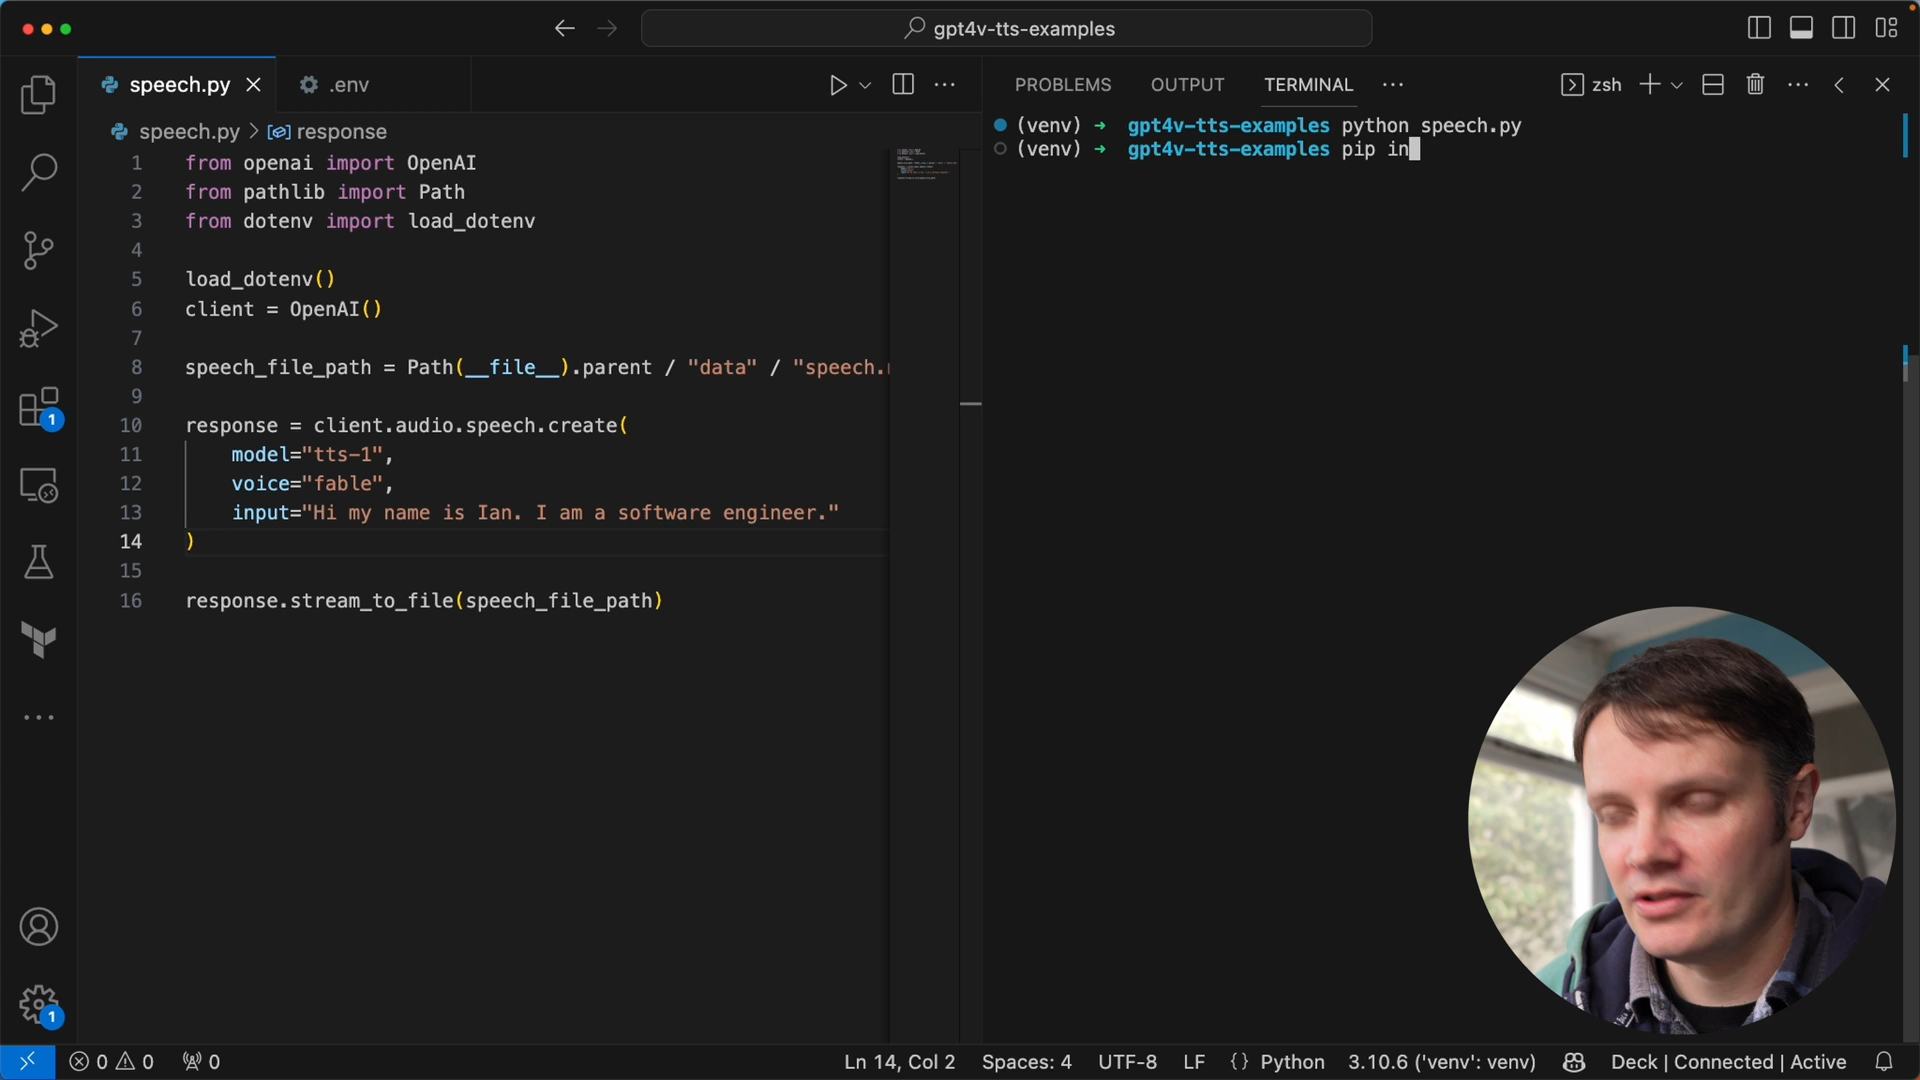 gpt4v-tts-examples
speech.py
.env
PROBLEMS OUTPUT TERMINAL
zsh
speech.py > response
1 from openai import OpenAI
2 from pathlib import Path
3 from dotenv import load_dotenv
4
5 load_dotenv()
6 client = OpenAI()
7
8 speech_file_path = Path(__file__).parent / "data" / "speech.
9
10 response = client.audio.speech.create(
11 model="tts-1",
12 voice="fable",
13 input="Hi my name is Ian. I am a software engineer."
14 )
15
16 response.stream_to_file(speech_file_path)
(venv) → gpt4v-tts-examples python speech.py
(venv) → gpt4v-tts-examples pip in
1
1
0 0 0 Ln 14, Col 2 Spaces: 4 UTF-8 LF {} Python 3.10.6 ('venv': venv) Deck | Connected | Active